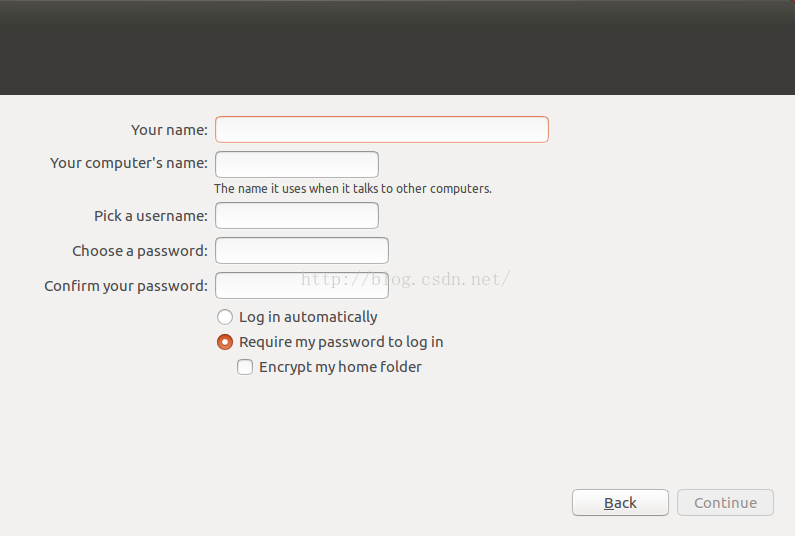 Your name:
Your computer's name:
The name it uses when it talks to other computers.
Pick a username:
Choose a password:
http://blog.csdn.net/
Confirm your password:
Log in automatically
Require my password to log in
Encrypt my home folder
Back Continue